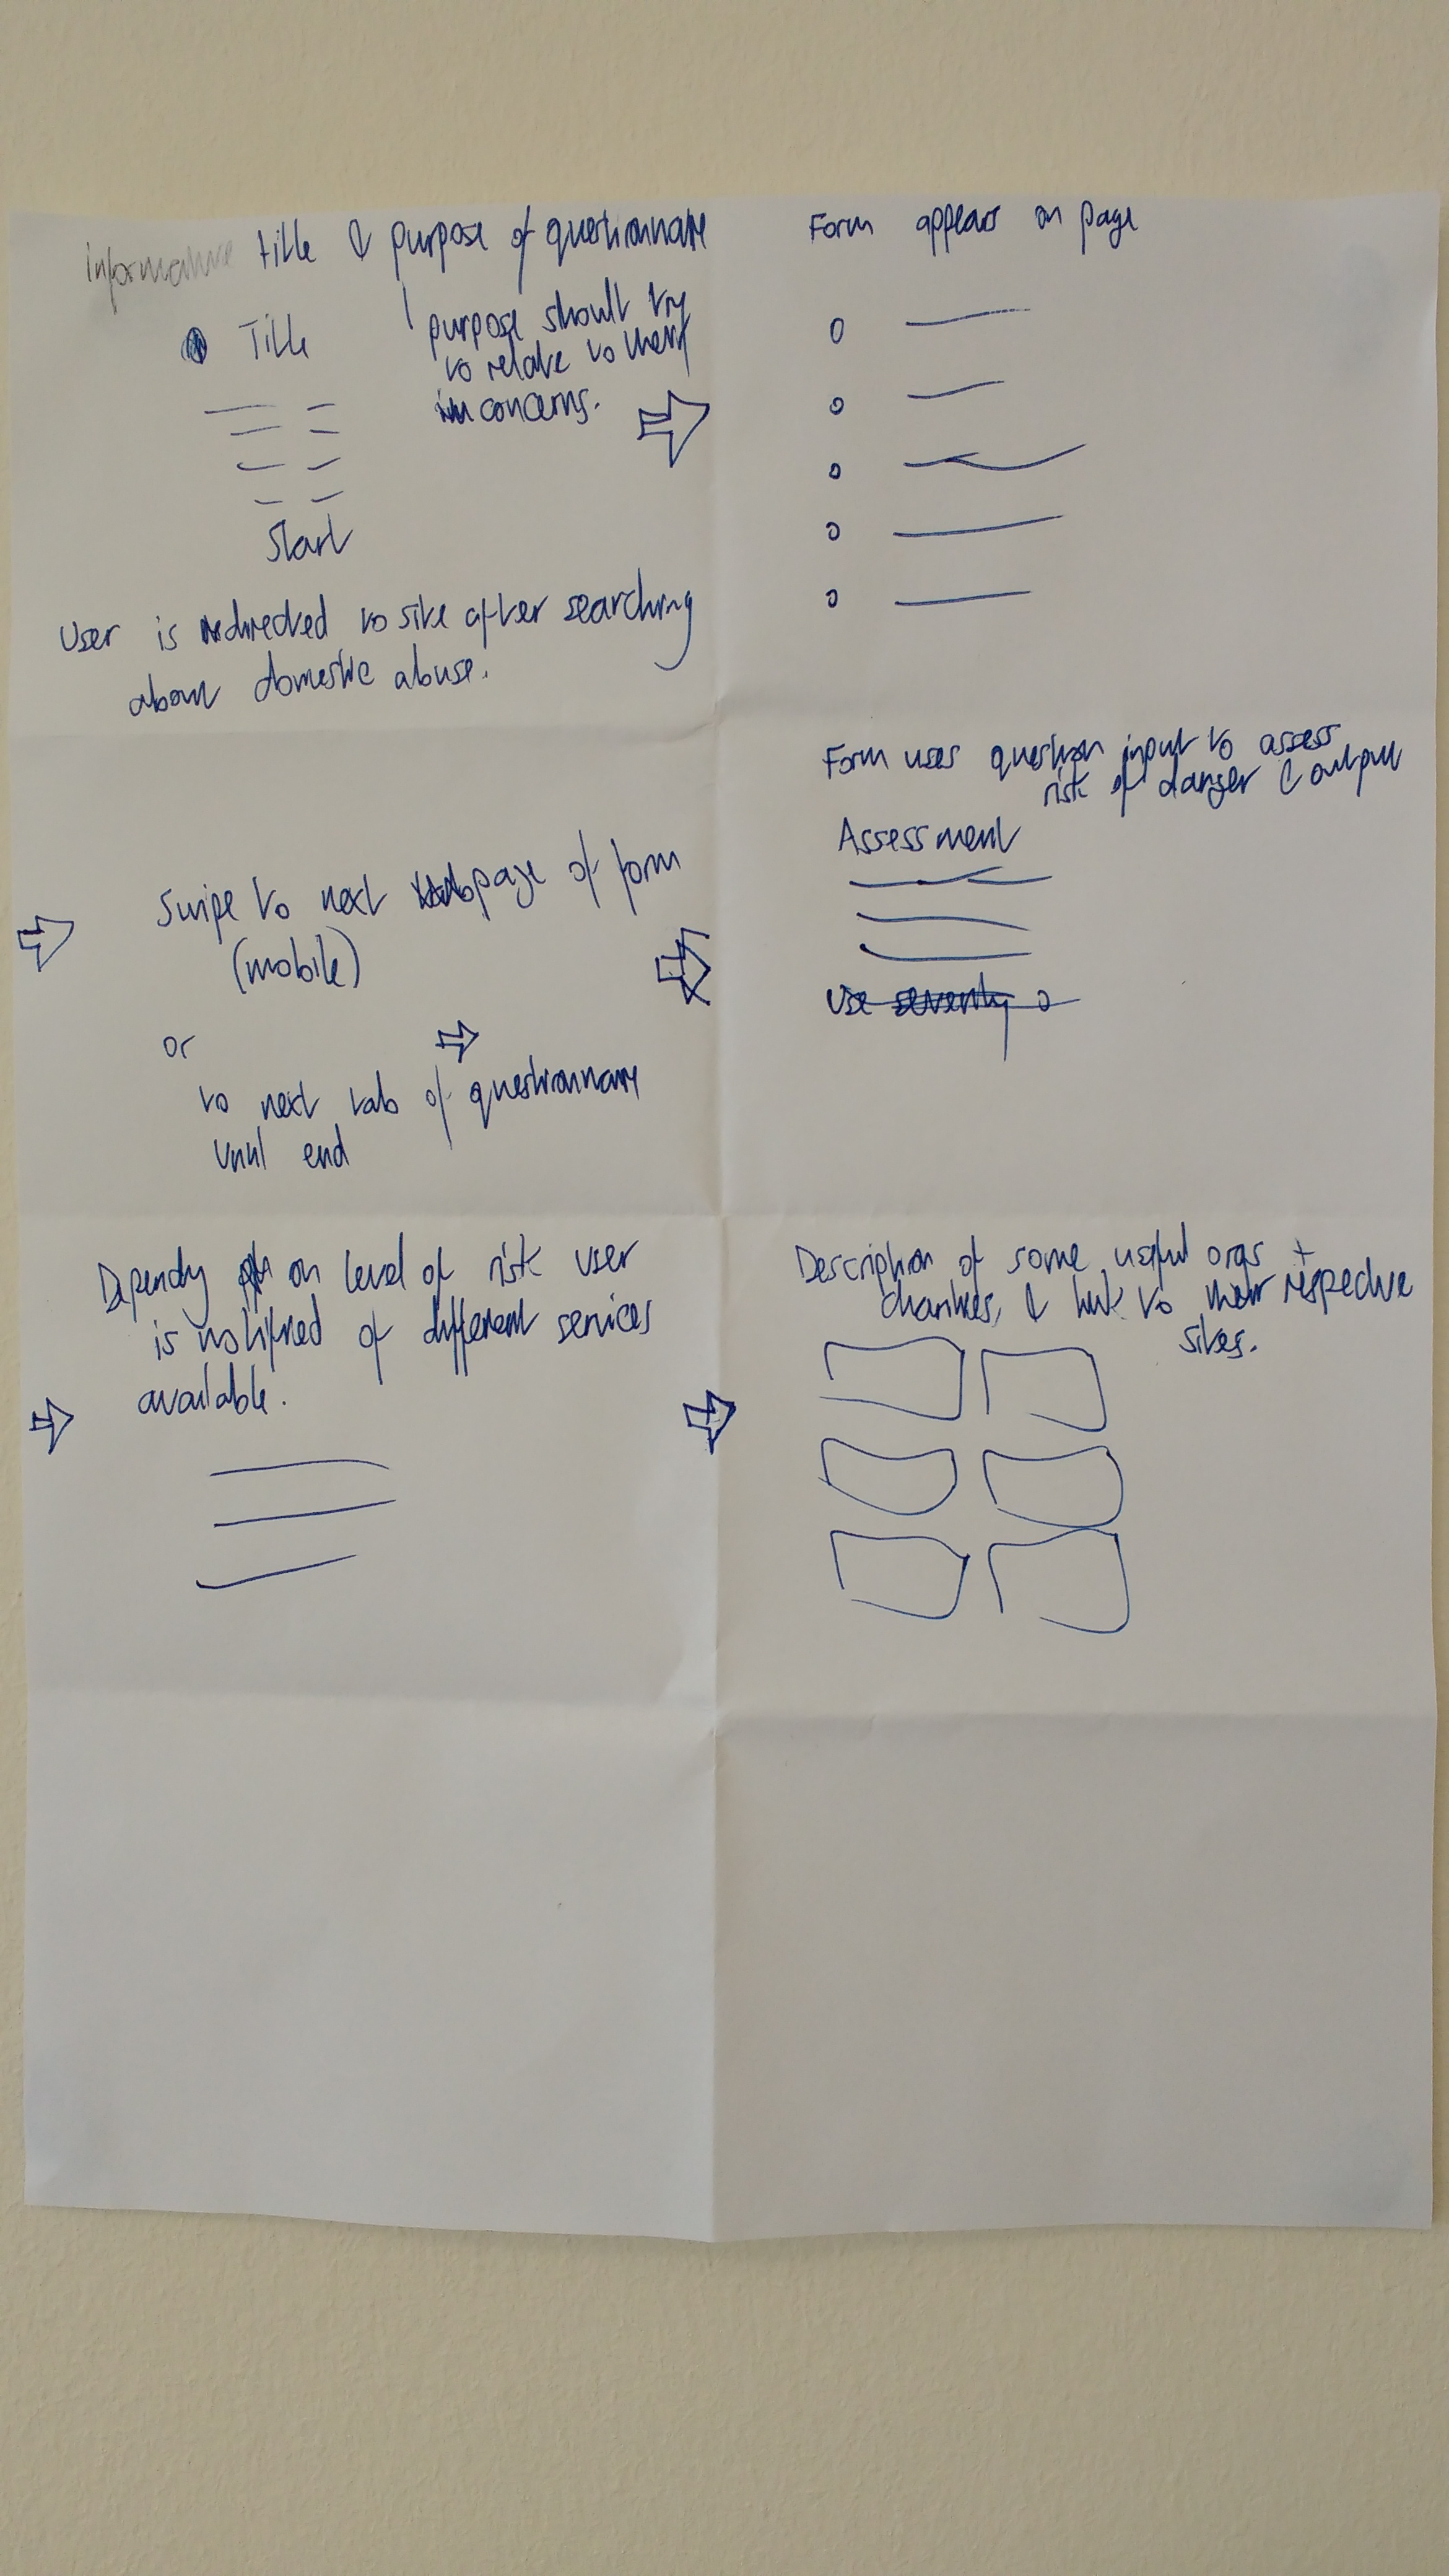 Informative title & purpose of questionnare
Title
purpose should try
to relate to their
concerns.
Start
User is redirected to site after searching
about domestic abuse.
Form appears on page
Swipe to next page of form
(mobile)
or
to next tab of questionnary
until end
Form uses question input to assess
risk of danger & output
Assessment
Use severity
Dependy on level of risk user
is notified of different services
available.
Description of some useful orgs +
charities, & link to their respective
sites.